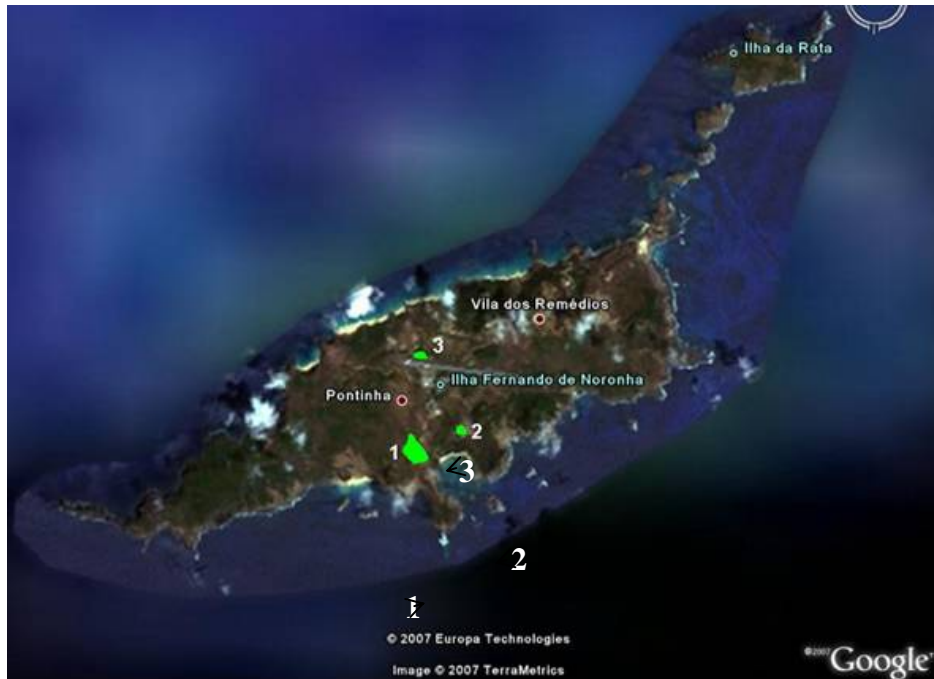 Ilha da Rata
Vila dos Remédios
3
Ilha Fernando de Noronha
Pontinha
2
1
3
2
1
© 2007 Europa Technologies
Image © 2007 TerraMetrics
©2007 Google